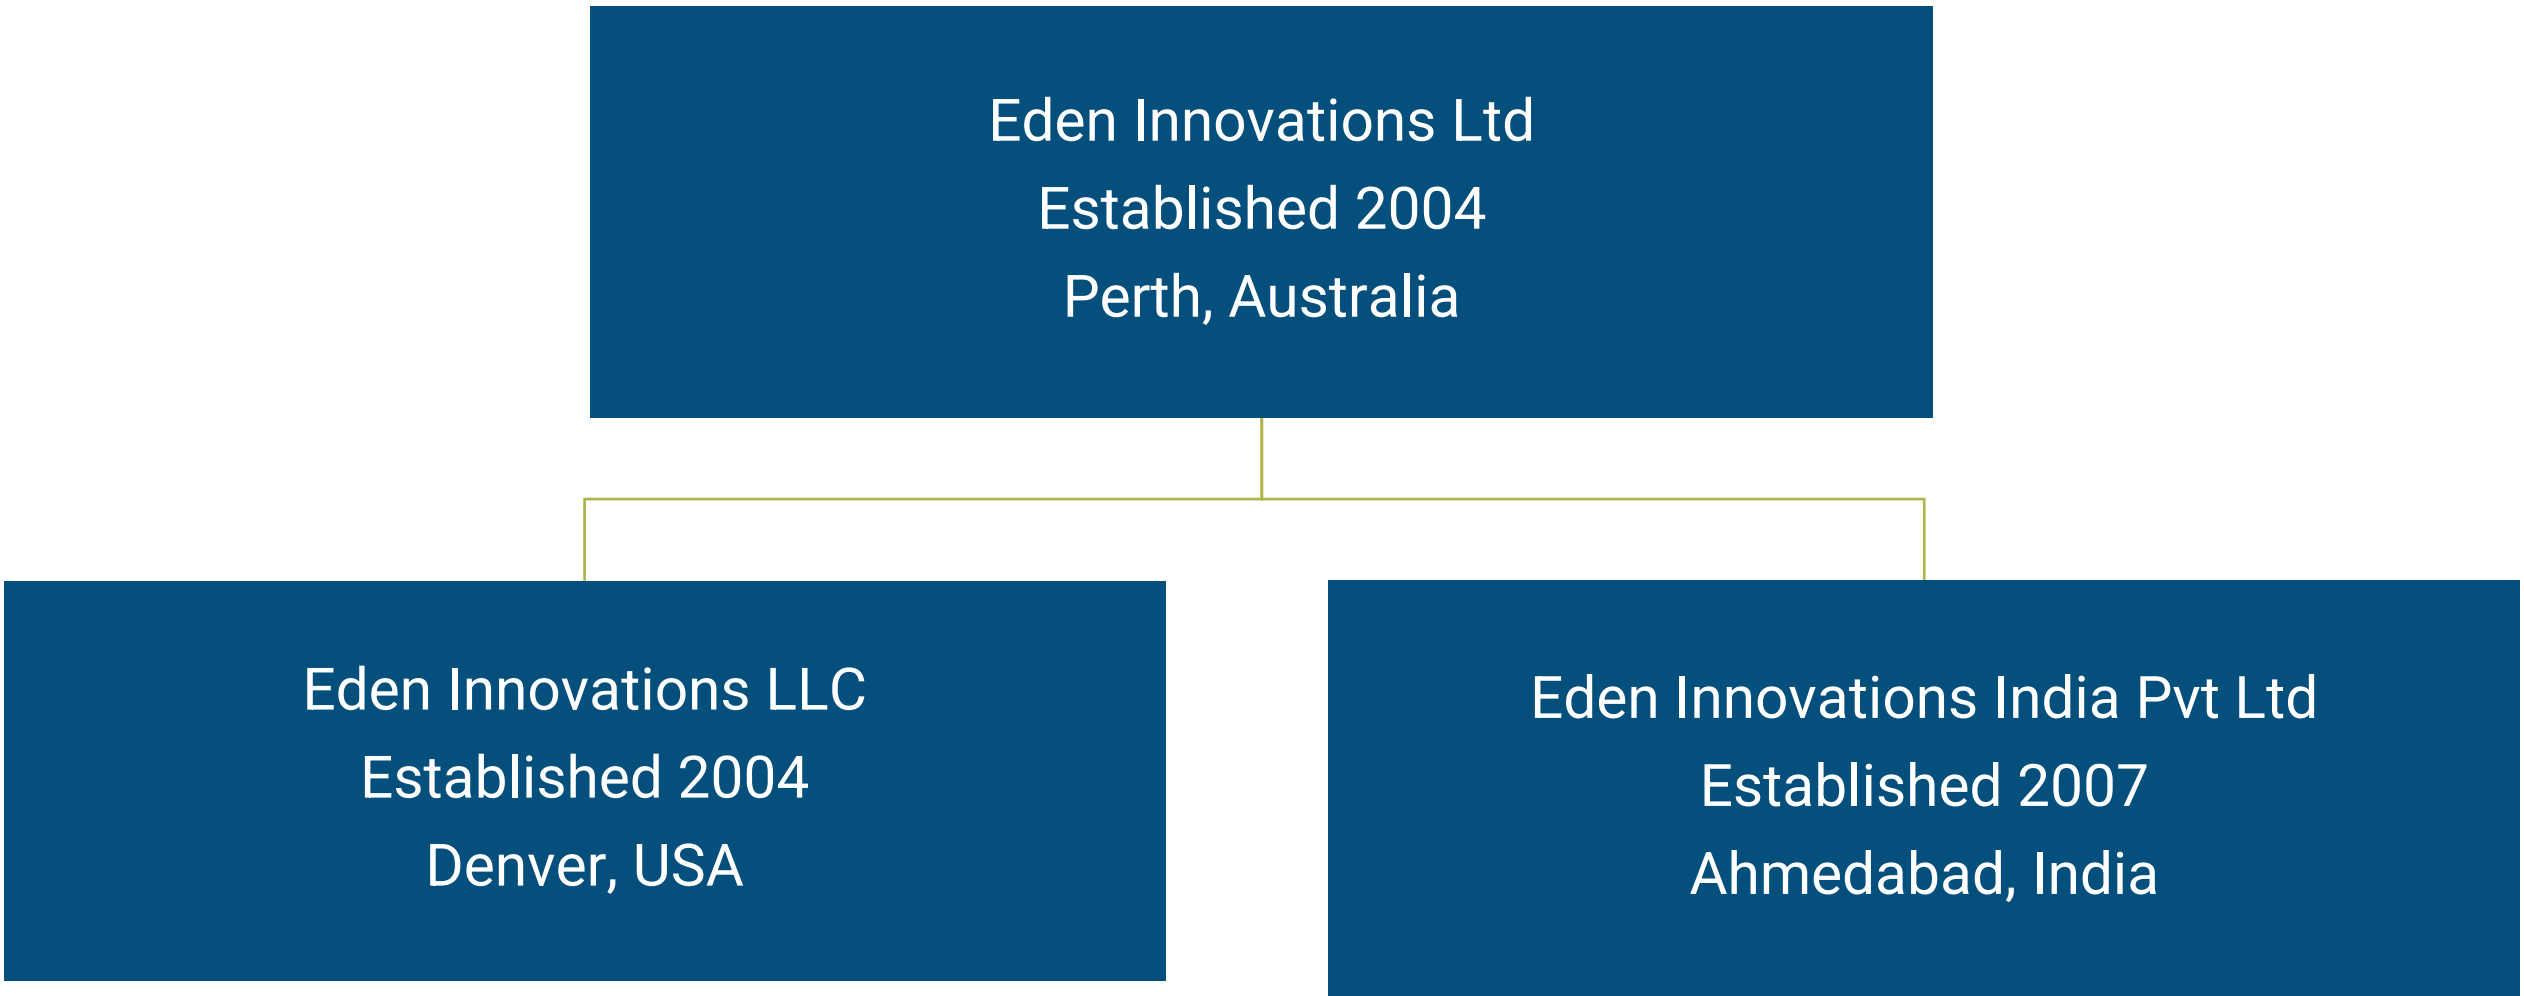 Eden Innovations Ltd
Established 2004
Perth, Australia
Eden Innovations LLC
Established 2004
Denver, USA
Eden Innovations India Pvt Ltd
Established 2007
Ahmedabad, India